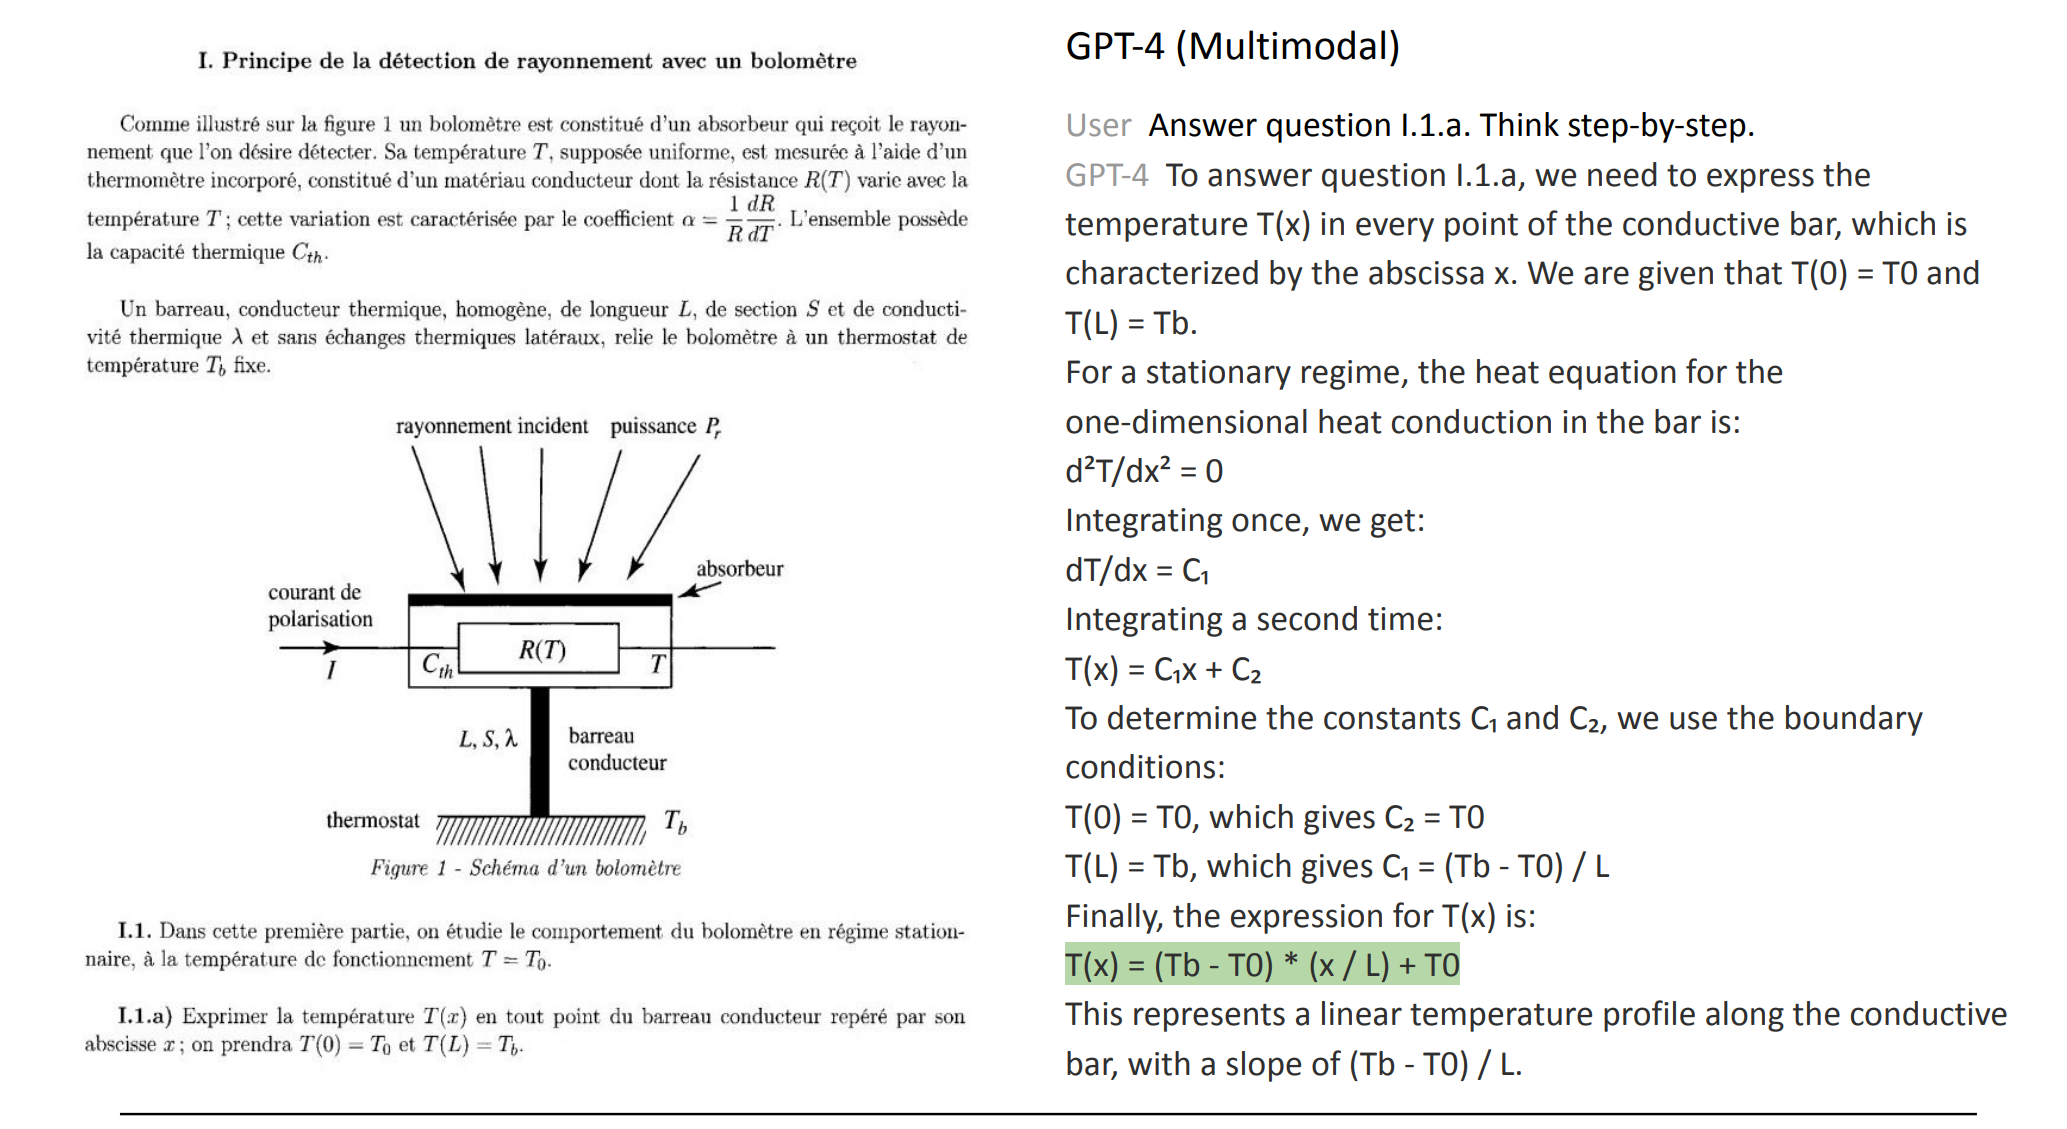 I. Principe de la détection de rayonnement avec un bolomètre
Comme illustré sur la figure 1 un bolomètre est constitué d'un absorbeur qui reçoit le rayon-
nement que l'on désire détecter. Sa température T, supposée uniforme, est mesurée à l'aide d'un
thermomètre incorporé, constitué d'un matériau conducteur dont la résistance R(T) varie avec la
température T ; cette variation est caractérisée par le coefficient α = 1/R dR/dT. L'ensemble possède
la capacité thermique Cth.
Un barreau, conducteur thermique, homogène, de longueur L, de section S et de conducti-
vité thermique λ et sans échanges thermiques latéraux, relie le bolomètre à un thermostat de
température Tb fixe.
rayonnement incident puissance Pr
absorbeur
courant de
polarisation
I
Cth
R(T)
T
L, S, λ
barreau
conducteur
thermostat
Tb
Figure 1 - Schéma d'un bolomètre
I.1. Dans cette première partie, on étudie le comportement du bolomètre en régime station-
naire, à la température de fonctionnement T = T0.
I.1.a) Exprimer la température T(x) en tout point du barreau conducteur repéré par son
abscisse x ; on prendra T(0) = T0 et T(L) = Tb.
GPT-4 (Multimodal)
User Answer question I.1.a. Think step-by-step.
GPT-4 To answer question I.1.a, we need to express the
temperature T(x) in every point of the conductive bar, which is
characterized by the abscissa x. We are given that T(0) = T0 and
T(L) = Tb.
For a stationary regime, the heat equation for the
one-dimensional heat conduction in the bar is:
d²T/dx² = 0
Integrating once, we get:
dT/dx = C₁
Integrating a second time:
T(x) = C₁x + C₂
To determine the constants C₁ and C₂, we use the boundary
conditions:
T(0) = T0, which gives C₂ = T0
T(L) = Tb, which gives C₁ = (Tb - T0) / L
Finally, the expression for T(x) is:
T(x) = (Tb - T0) * (x / L) + T0
This represents a linear temperature profile along the conductive
bar, with a slope of (Tb - T0) / L.